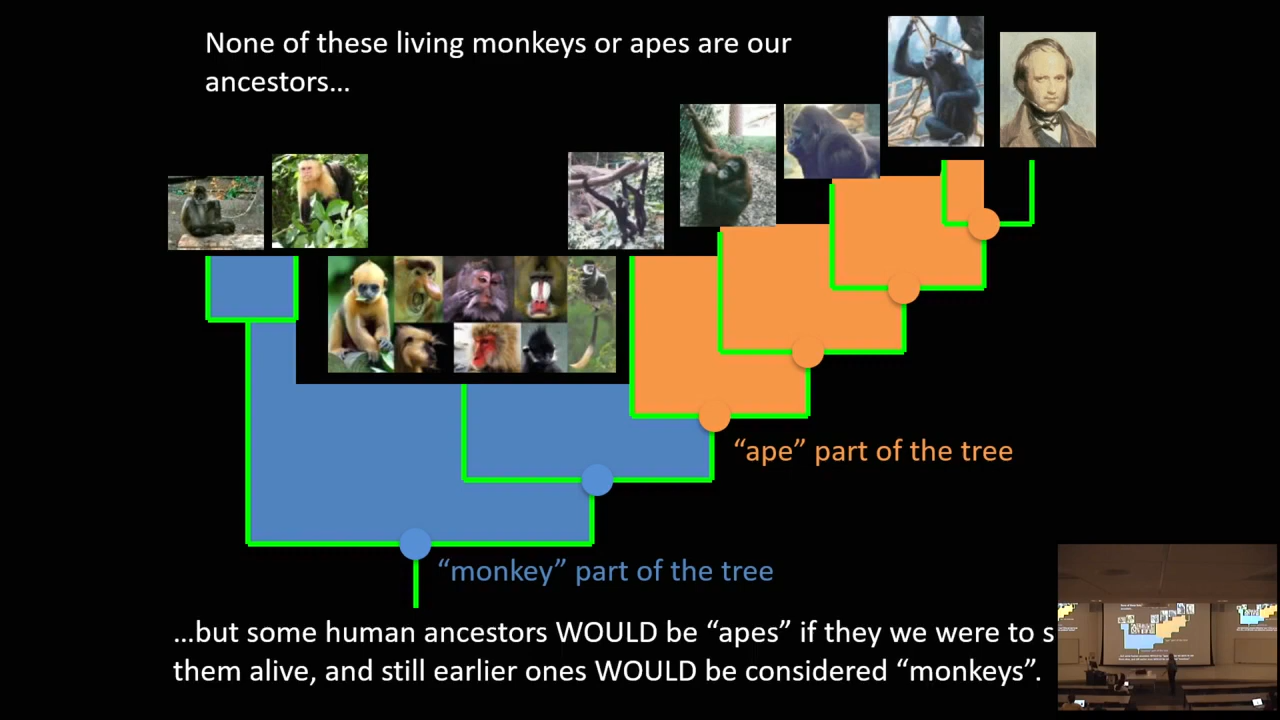 None of these living monkeys or apes are our
ancestors...
"ape" part of the tree
"monkey" part of the tree
...but some human ancestors WOULD be “apes” if they we were to s
them alive, and still earlier ones WOULD be considered “monkeys”.